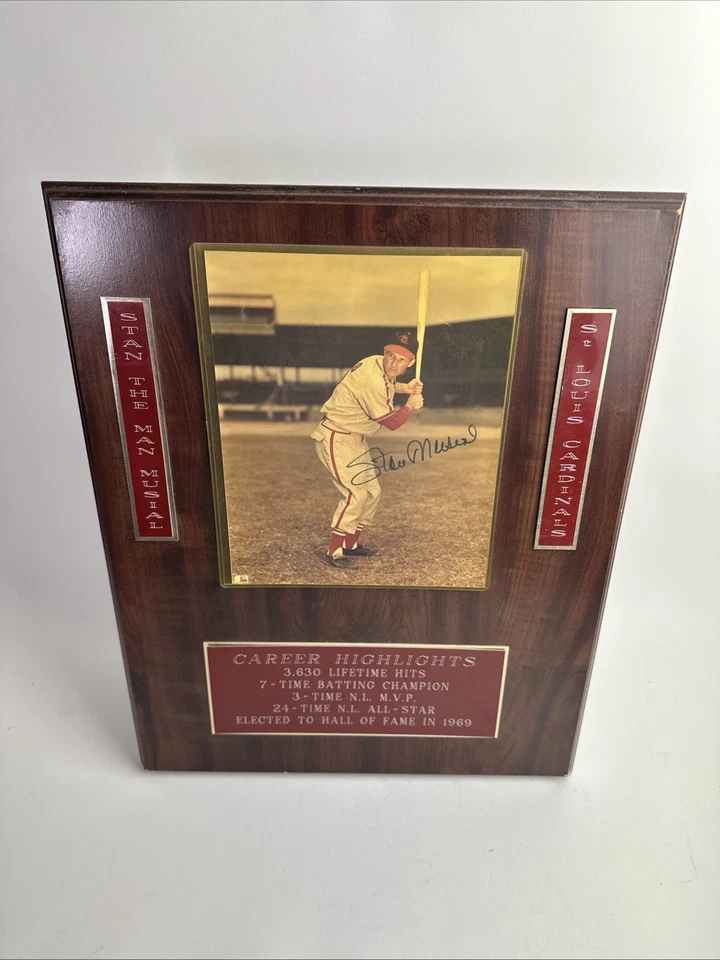 STAN THE MAN MUSIAL
St LOUIS CARDINALS
Stan Musial
CAREER HIGHLIGHTS
3,630 LIFETIME HITS
7-TIME BATTING CHAMPION
3-TIME N.L. M.V.P.
24-TIME N.L. ALL-STAR
ELECTED TO HALL OF FAME IN 1969